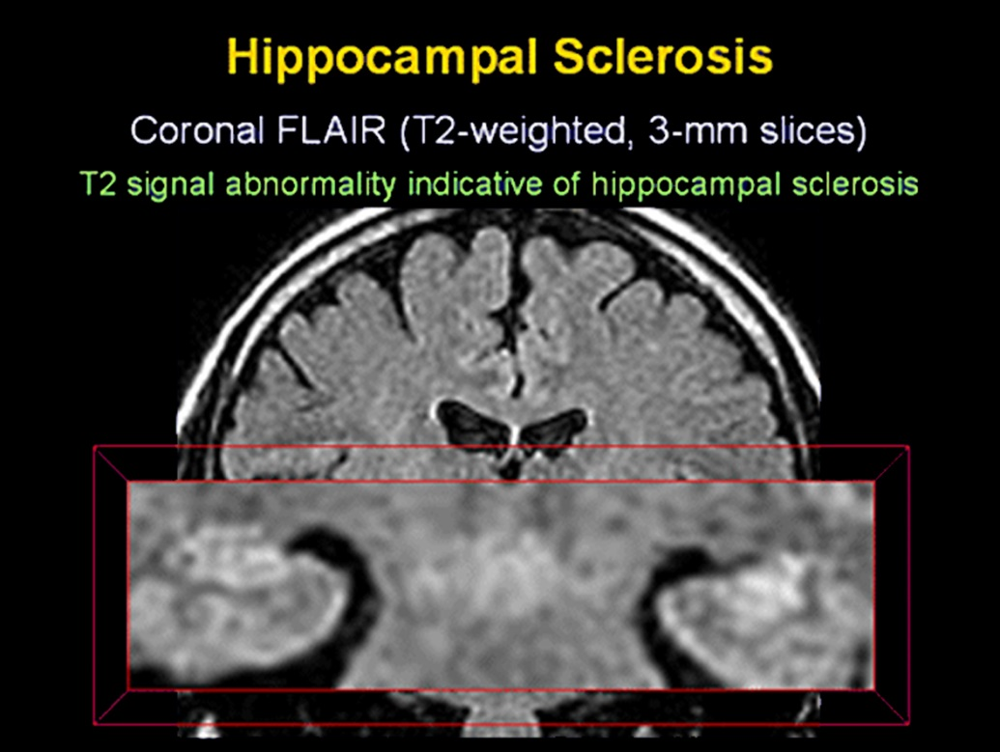 Hippocampal Sclerosis
Coronal FLAIR (T2-weighted, 3-mm slices)
T2 signal abnormality indicative of hippocampal sclerosis